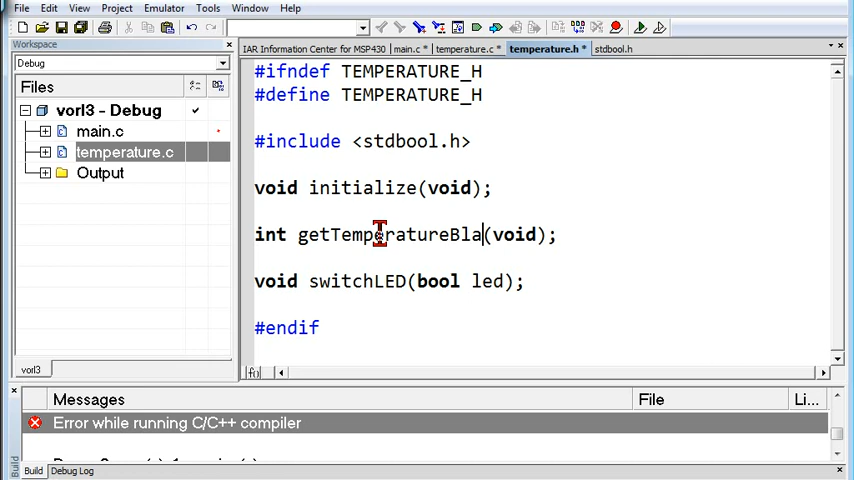 File Edit View Project Emulator Tools Window Help
Workspace
Debug
Files
vorl3 - Debug
main.c
temperature.c
Output
vorl3
IAR Information Center for MSP430 main.c * temperature.c * temperature.h * stdbool.h
#ifndef TEMPERATURE_H
#define TEMPERATURE_H
#include <stdbool.h>
void initialize(void);
int getTemperatureBla(void);
void switchLED(bool led);
#endif
f()
Messages File Li...
Error while running C/C++ compiler
Build
Build Debug Log